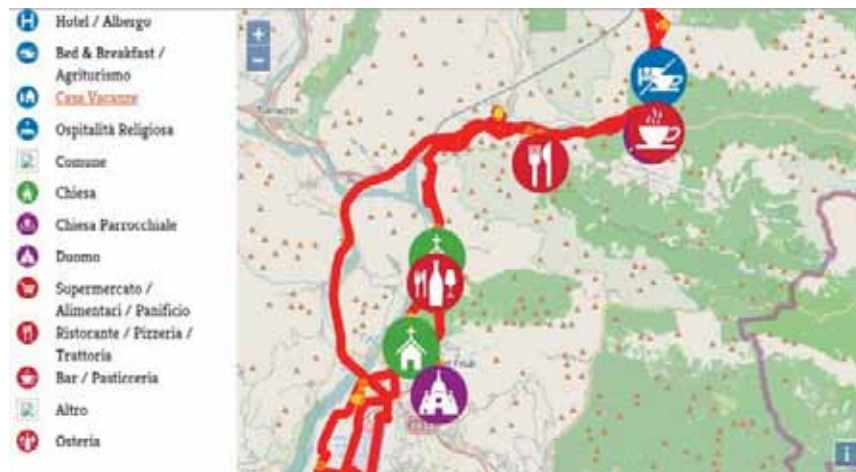 Hotel / Albergo
Bed & Breakfast /
Agriturismo
Casa Vacanze
Ospitalità Religiosa
Comune
Chiesa
Chiesa Parrocchiale
Duomo
Supermercato /
Alimentari / Panificio
Ristorante / Pizzeria /
Trattoria
Bar / Pasticceria
Altro
Osteria
+
−
i